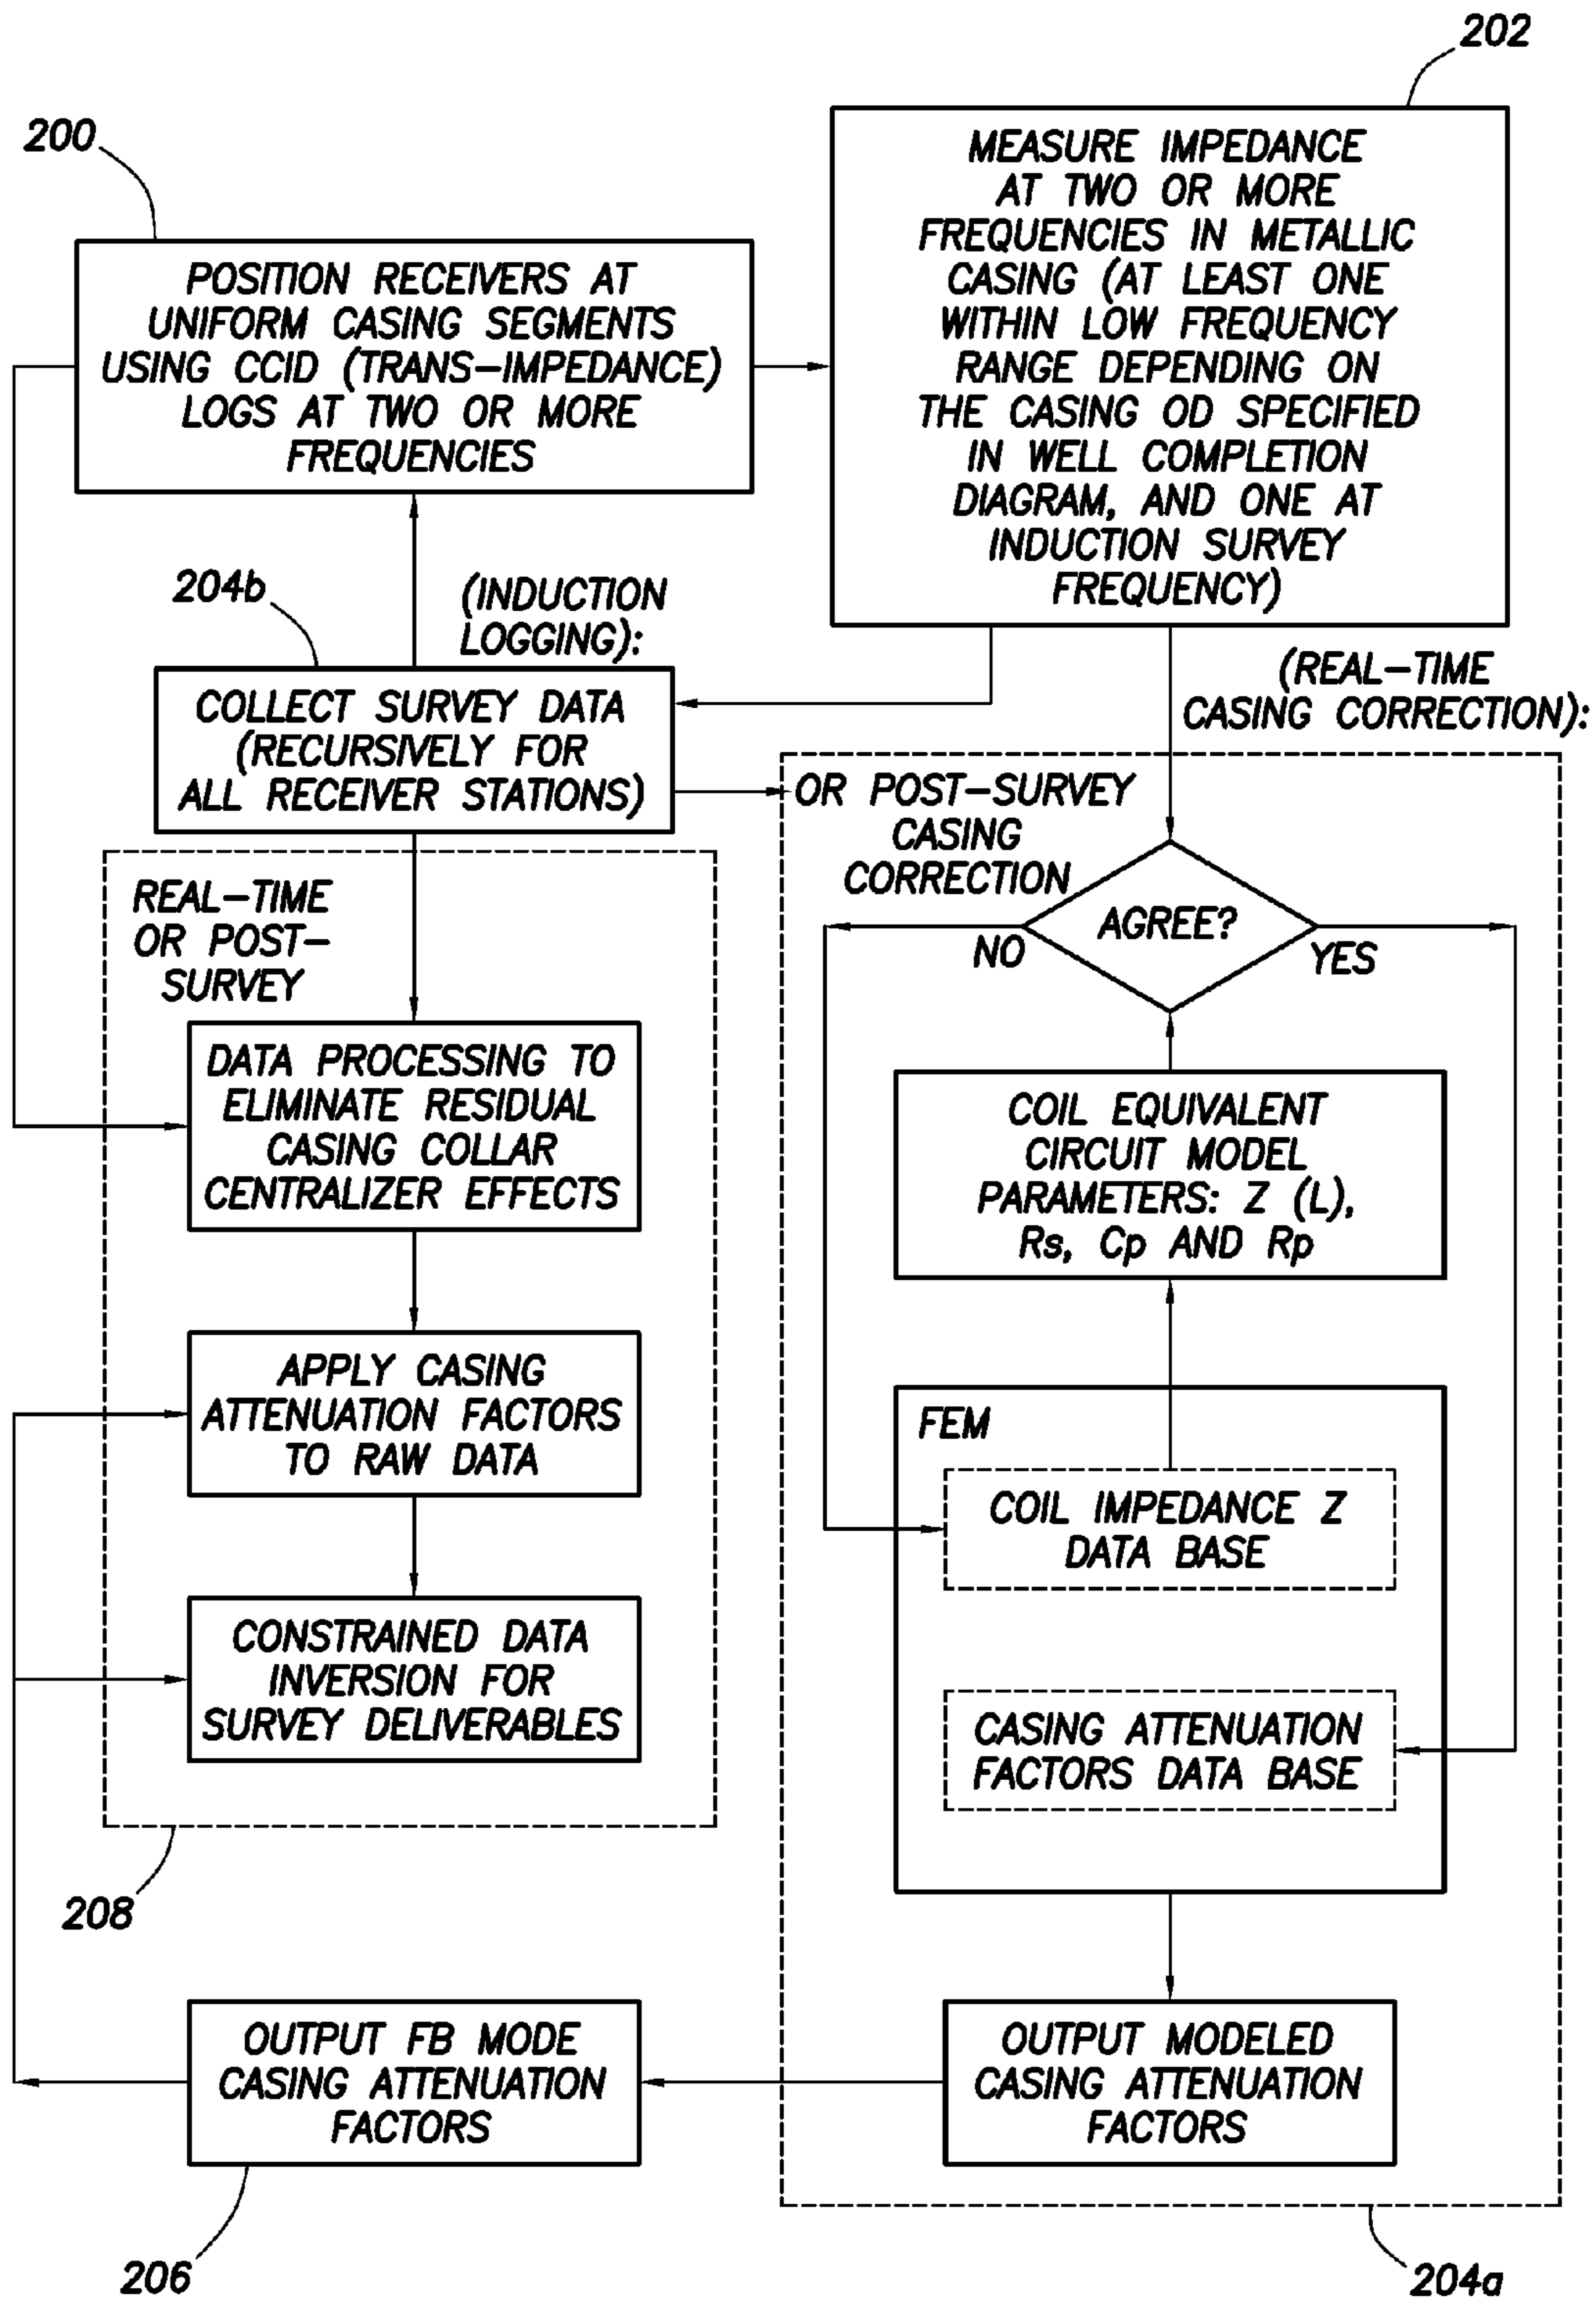 202
200
MEASURE IMPEDANCE
AT TWO OR MORE
FREQUENCIES IN METALLIC
CASING (AT LEAST ONE
WITHIN LOW FREQUENCY
RANGE DEPENDING ON
THE CASING OD SPECIFIED
IN WELL COMPLETION
DIAGRAM, AND ONE AT
INDUCTION SURVEY
FREQUENCY)
POSITION RECEIVERS AT
UNIFORM CASING SEGMENTS
USING CCID (TRANS-IMPEDANCE)
LOGS AT TWO OR MORE
FREQUENCIES
204b
(INDUCTION
LOGGING):
(REAL-TIME
CASING CORRECTION):
COLLECT SURVEY DATA
(RECURSIVELY FOR
ALL RECEIVER STATIONS)
OR POST-SURVEY
CASING
CORRECTION
AGREE?
NO
YES
REAL-TIME
OR POST-
SURVEY
DATA PROCESSING TO
ELIMINATE RESIDUAL
CASING COLLAR
CENTRALIZER EFFECTS
COIL EQUIVALENT
CIRCUIT MODEL
PARAMETERS: Z (L),
Rs, Cp AND Rp
APPLY CASING
ATTENUATION FACTORS
TO RAW DATA
FEM
COIL IMPEDANCE Z
DATA BASE
CONSTRAINED DATA
INVERSION FOR
SURVEY DELIVERABLES
CASING ATTENUATION
FACTORS DATA BASE
208
OUTPUT FB MODE
CASING ATTENUATION
FACTORS
OUTPUT MODELED
CASING ATTENUATION
FACTORS
206
204a